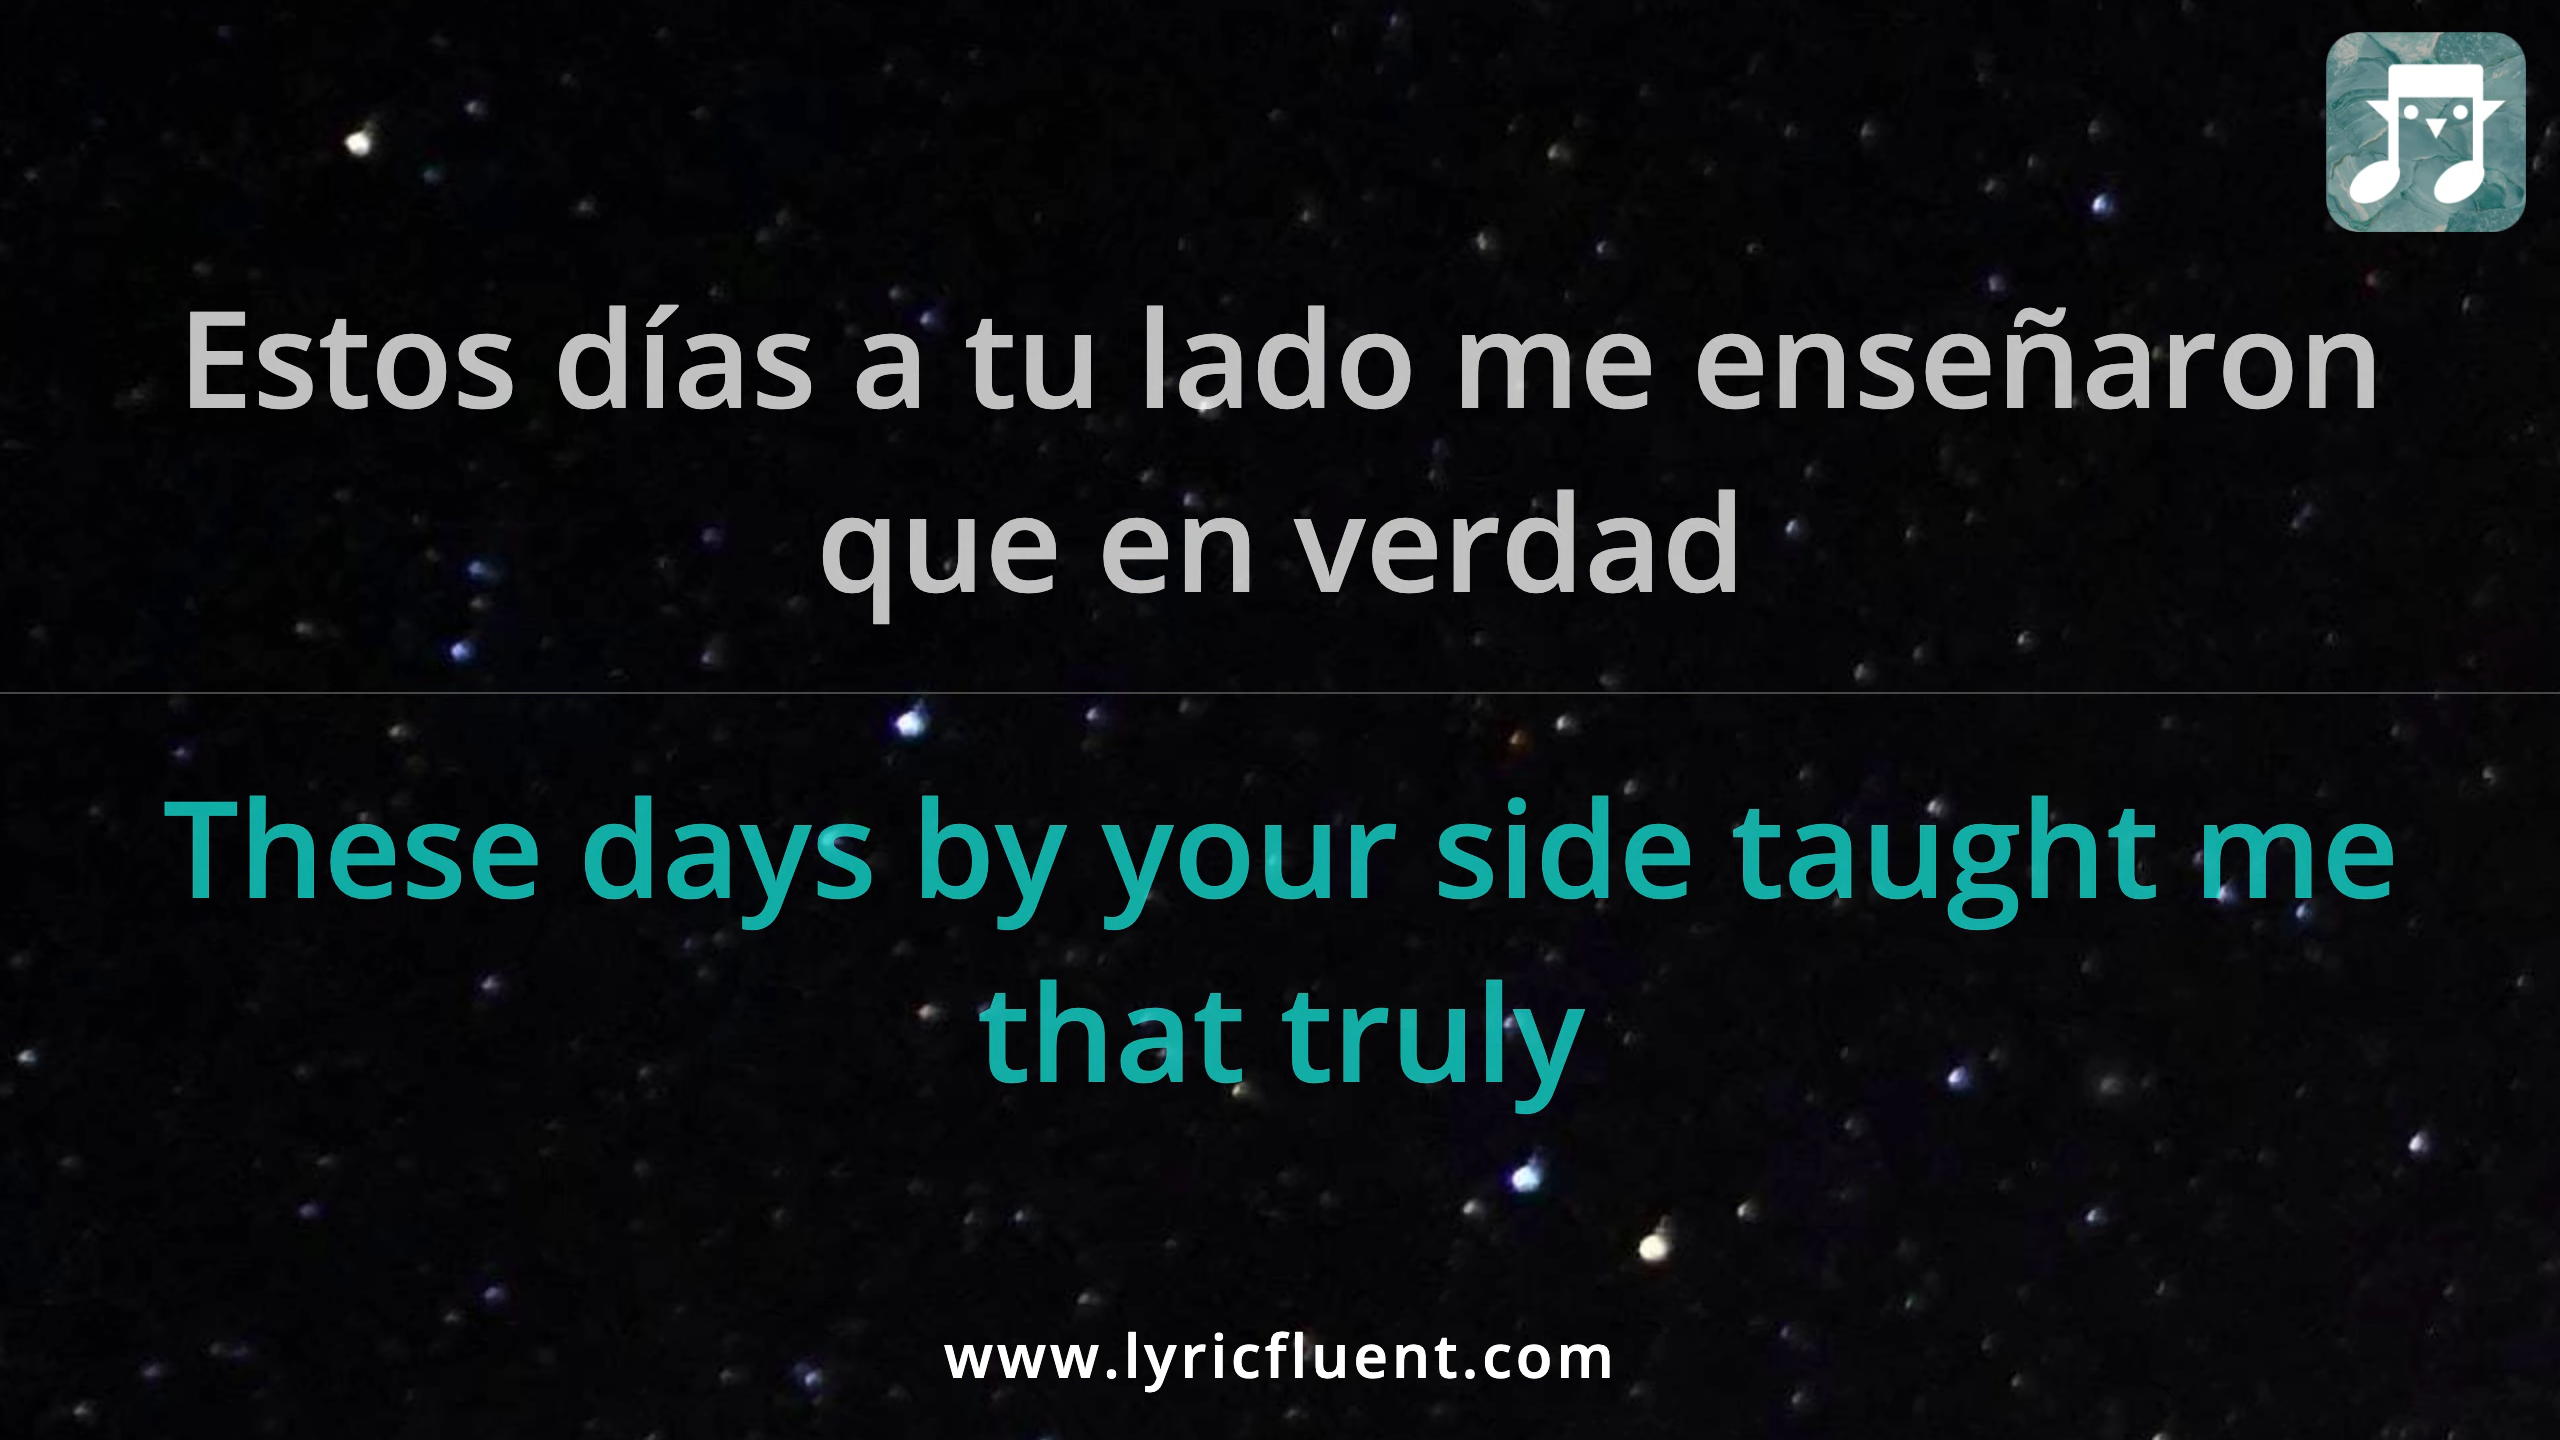 Estos días a tu lado me enseñaron
que en verdad
These days by your side taught me
that truly
www.lyricfluent.com